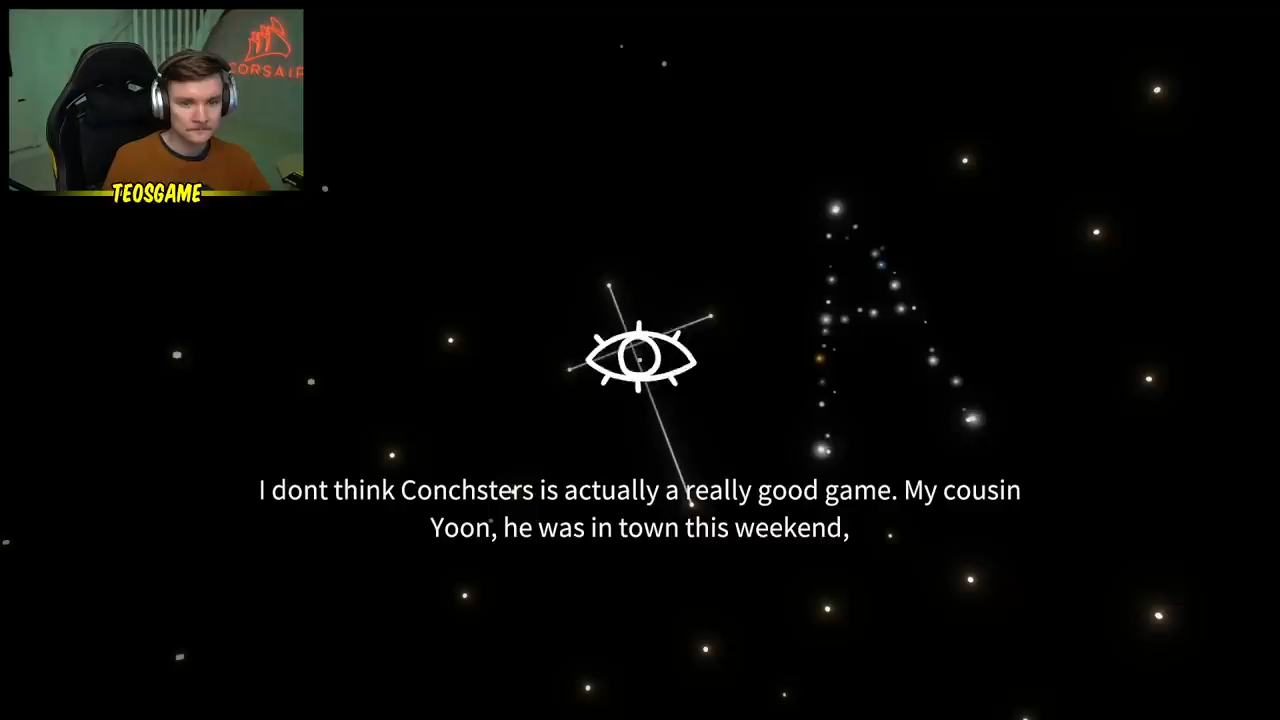 CORSAIR
TEOSGAME
A
I dont think Conchsters is actually a really good game. My cousin
Yoon, he was in town this weekend,